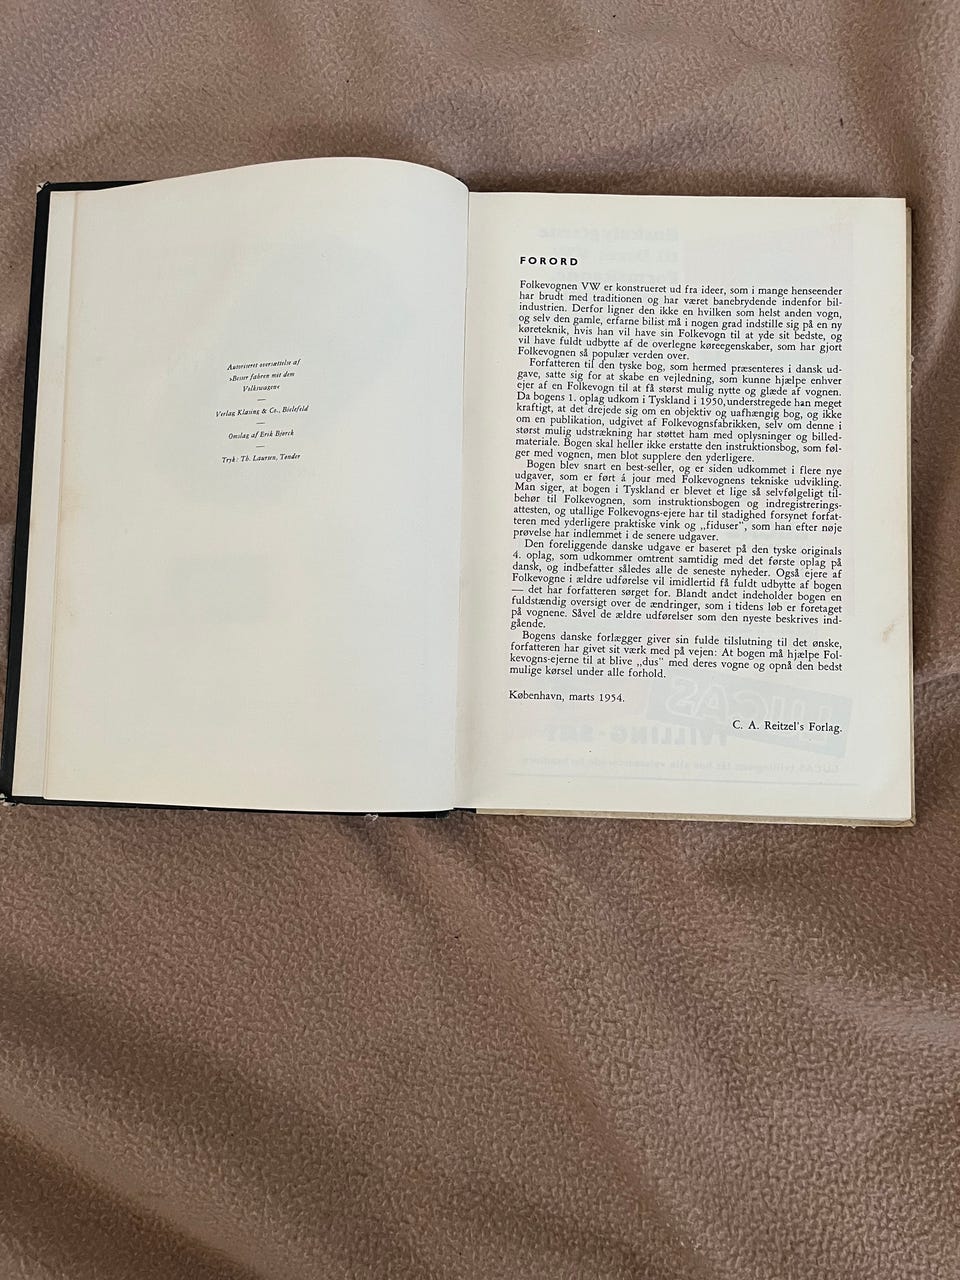 Autoriseret oversættelse af
»Besser fahren mit dem
Volkswagen«
Verlag Klasing & Co., Bielefeld
Omslag af Erik Bjørck
Tryk: Th. Laursen, Tønder
FORORD
Folkevognen VW er konstrueret ud fra ideer, som i mange henseender
har brudt med traditionen og har været banebrydende indenfor bil-
industrien. Derfor ligner den ikke en hvilken som helst anden vogn,
og selv den gamle, erfarne bilist må i nogen grad indstille sig på en ny
køreteknik, hvis han vil have sin Folkevogn til at yde sit bedste, og
vil have fuldt udbytte af de overlegne køreegenskaber, som har gjort
Folkevognen så populær verden over.
Forfatteren til den tyske bog, som hermed præsenteres i dansk ud-
gave, satte sig for at skabe en vejledning, som kunne hjælpe enhver
ejer af en Folkevogn til at få størst mulig nytte og glæde af vognen.
Da bogens 1. oplag udkom i Tyskland i 1950, understregede han meget
kraftigt, at det drejede sig om en objektiv og uafhængig bog, og ikke
om en publikation, udgivet af Folkevognsfabrikken, selv om denne i
størst mulig udstrækning har støttet ham med oplysninger og billed-
materiale. Bogen skal heller ikke erstatte den instruktionsbog, som føl-
ger med vognen, men blot supplere den yderligere.
Bogen blev snart en best-seller, og er siden udkommet i flere nye
udgaver, som er ført á jour med Folkevognens tekniske udvikling.
Man siger, at bogen i Tyskland er blevet et lige så selvfølgeligt til-
behør til Folkevognen, som instruktionsbogen og indregistrerings-
attesten, og utallige Folkevogns-ejere har til stadighed forsynet forfat-
teren med yderligere praktiske vink og „fiduser", som han efter nøje
prøvelse har indlemmet i de senere udgaver.
Den foreliggende danske udgave er baseret på den tyske originals
4. oplag, som udkommer omtrent samtidig med det første oplag på
dansk, og indbefatter således alle de seneste nyheder. Også ejere af
Folkevogne i ældre udførelse vil imidlertid få fuldt udbytte af bogen
— det har forfatteren sørget for. Blandt andet indeholder bogen en
fuldstændig oversigt over de ændringer, som i tidens løb er foretaget
på vognene. Såvel de ældre udførelser som den nyeste beskrives ind-
gående.
Bogens danske forlægger giver sin fulde tilslutning til det ønske,
forfatteren har givet sit værk med på vejen: At bogen må hjælpe Fol-
kevogns-ejerne til at blive „dus" med deres vogne og opnå den bedst
mulige kørsel under alle forhold.
København, marts 1954.
C. A. Reitzel's Forlag.
LUCAS
TVILLING-SÆT